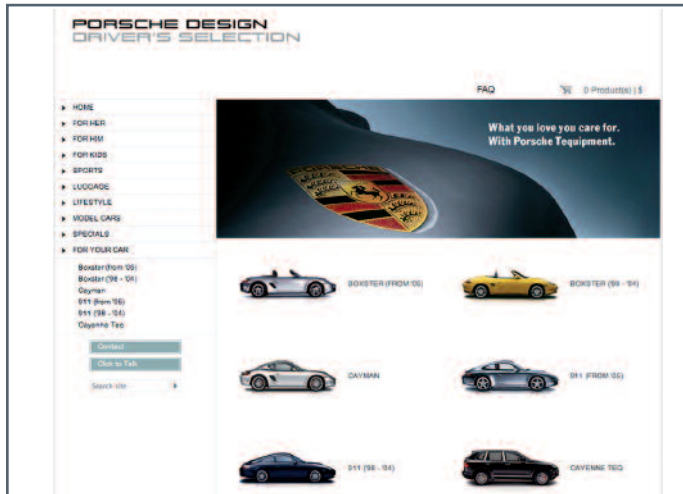 PORSCHE DESIGN
DRIVER'S SELECTION
FAQ
0 Product(s) | $
HOME
FOR HER
FOR HIM
FOR KIDS
SPORTS
LUGGAGE
LIFESTYLE
MODEL CARS
SPECIALS
FOR YOUR CAR
Boxster (from '05)
Boxster ('98 - '04)
Cayman
911 (from '05)
911 ('98 - '04)
Cayenne Teq
Contact
Click to Talk
Search site
What you love you care for.
With Porsche Tequipment.
PORSCHE
BOXSTER (FROM '05)
BOXSTER ('98 - '04)
CAYMAN
911 (FROM '05)
911 ('98 - '04)
CAYENNE TEQ